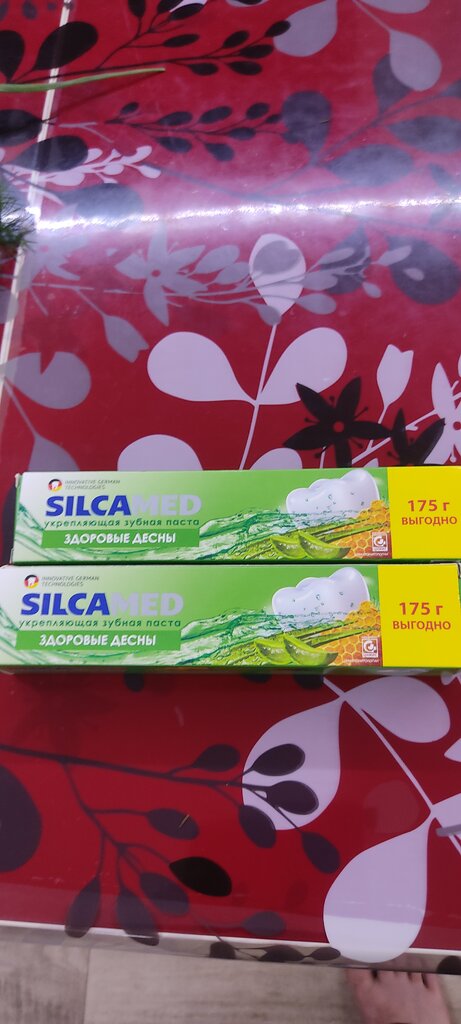 INNOVATIVE GERMAN
TECHNOLOGIES
SILCAMED
укрепляющая зубная паста
ЗДОРОВЫЕ ДЕСНЫ
175 г
ВЫГОДНО
INNOVATIVE GERMAN
TECHNOLOGIES
SILCAMED
укрепляющая зубная паста
ЗДОРОВЫЕ ДЕСНЫ
175 г
ВЫГОДНО